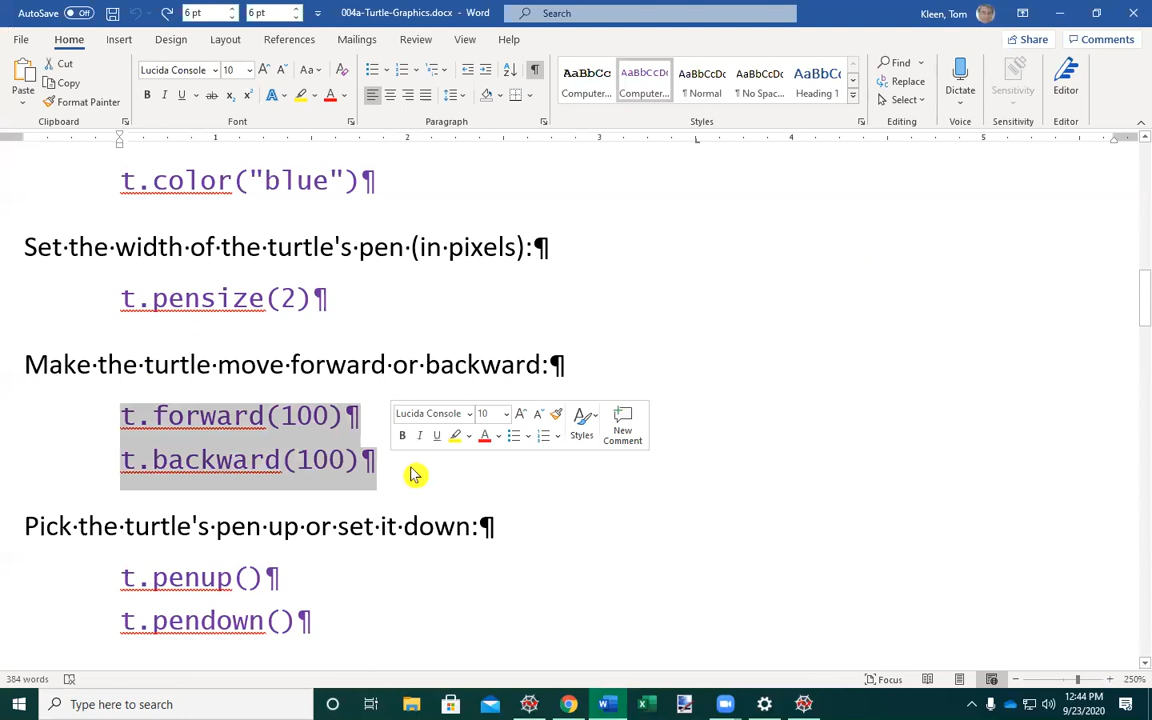 AutoSave Off 6 pt 6 pt 004a-Turtle-Graphics.docx - Word Search Kleen, Tom
File Home Insert Design Layout References Mailings Review View Help Share Comments
Paste Cut Copy Format Painter
Lucida Console 10
AaBbCc AaBbCcDc AaBbCcDc AaBbCcDc AaBbCc
Computer... Computer... ¶ Normal ¶ No Spac... Heading 1
Find Replace Select
Dictate Sensitivity Editor
Clipboard Font Paragraph Styles Editing Voice Sensitivity Editor
1 2 3 4 5
t.color("blue")¶
Set·the·width·of·the·turtle's·pen·(in·pixels):¶
t.pensize(2)¶
Make·the·turtle·move·forward·or·backward:¶
t.forward(100)¶
t.backward(100)¶
Lucida Console 10
B I U Styles New Comment
Pick·the·turtle's·pen·up·or·set·it·down:¶
t.penup()¶
t.pendown()¶
384 words Focus 250%
Type here to search
12:44 PM
9/23/2020